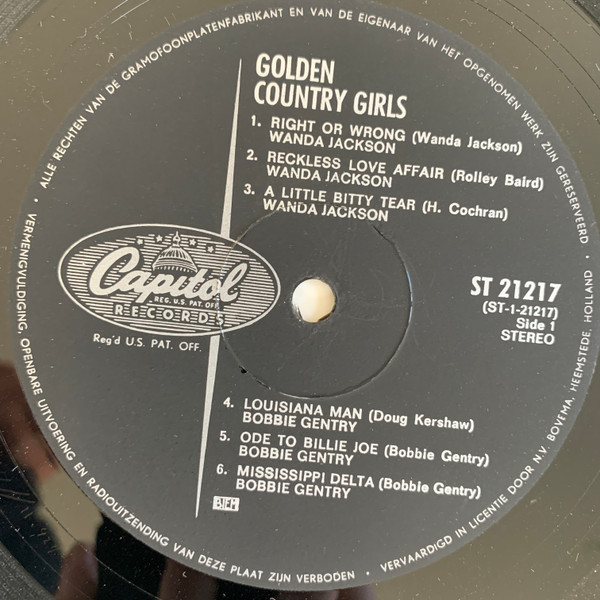 ALLE RECHTEN VAN DE GRAMOFOONPLATENFABRIKANT EN VAN DE EIGENAAR VAN HET OPGENOMEN WERK ZIJN GERESERVEERD •
GOLDEN
COUNTRY GIRLS
1. RIGHT OR WRONG (Wanda Jackson)
WANDA JACKSON
2. RECKLESS LOVE AFFAIR (Rolley Baird)
WANDA JACKSON
3. A LITTLE BITTY TEAR (H. Cochran)
WANDA JACKSON
Capitol
REG. U.S. PAT. OFF.
RECORDS
Reg'd U.S. PAT. OFF.
ST 21217
(ST-1-21217)
Side 1
STEREO
4. LOUISIANA MAN (Doug Kershaw)
BOBBIE GENTRY
5. ODE TO BILLIE JOE (Bobbie Gentry)
BOBBIE GENTRY
6. MISSISSIPPI DELTA (Bobbie Gentry)
BOBBIE GENTRY
BIEM
• VERMENIGVULDIGING, OPENBARE UITVOERING EN RADIOUITZENDING VAN DEZE PLAAT ZIJN VERBODEN •
VERVAARDIGD IN LICENTIE DOOR N.V. BOVEMA, HEEMSTEDE, HOLLAND •